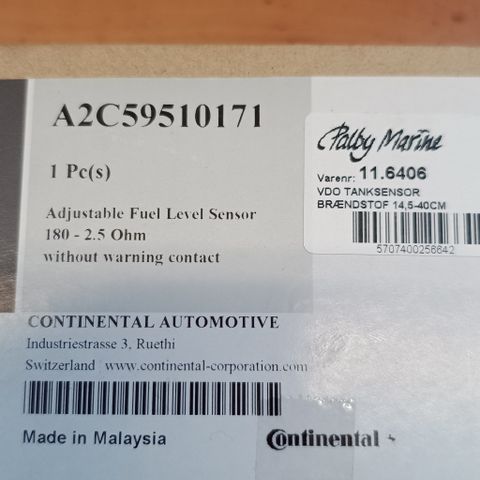 A2C59510171
1 Pc(s)
Adjustable Fuel Level Sensor
180 - 2.5 Ohm
without warning contact
Palby Marine
Varenr: 11.6406
VDO TANKSENSOR
BRÆNDSTOF 14,5-40CM
5707400256642
CONTINENTAL AUTOMOTIVE
Industriestrasse 3, Ruethi
Switzerland www.continental-corporation.com
Made in Malaysia
Continental